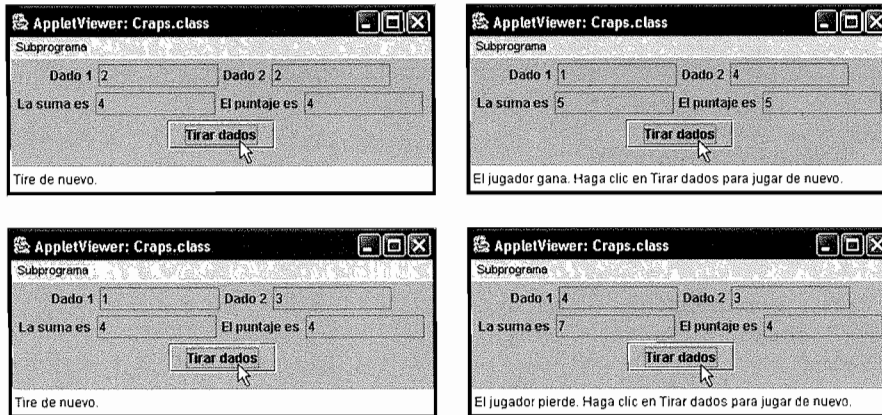 AppletViewer: Craps.class
Subprograma
Dado 1 2 Dado 2 2
La suma es 4 El puntaje es 4
Tirar dados
Tire de nuevo.
AppletViewer: Craps.class
Subprograma
Dado 1 1 Dado 2 4
La suma es 5 El puntaje es 5
Tirar dados
El jugador gana. Haga clic en Tirar dados para jugar de nuevo.
AppletViewer: Craps.class
Subprograma
Dado 1 1 Dado 2 3
La suma es 4 El puntaje es 4
Tirar dados
Tire de nuevo.
AppletViewer: Craps.class
Subprograma
Dado 1 4 Dado 2 3
La suma es 7 El puntaje es 4
Tirar dados
El jugador pierde. Haga clic en Tirar dados para jugar de nuevo.